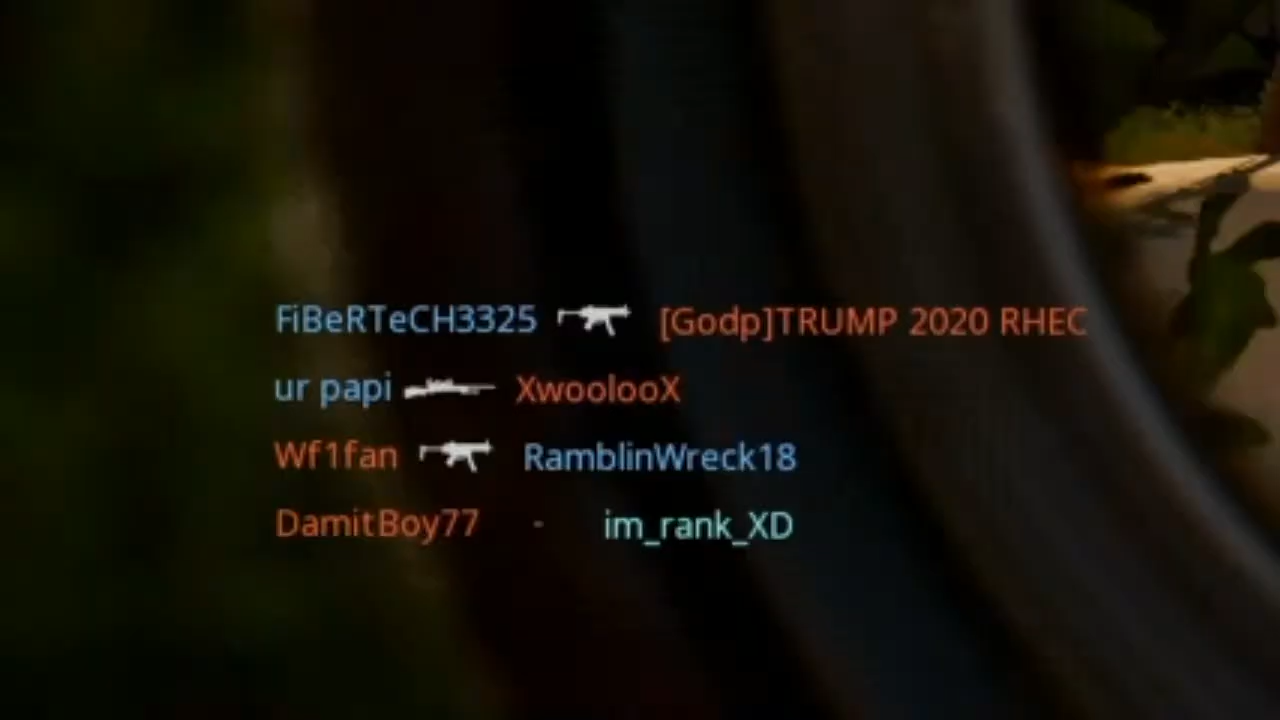 FiBeRTeCH3325 [Godp]TRUMP 2020 RHEC
ur papi XwoolooX
Wf1fan RamblinWreck18
DamitBoy77 - im_rank_XD